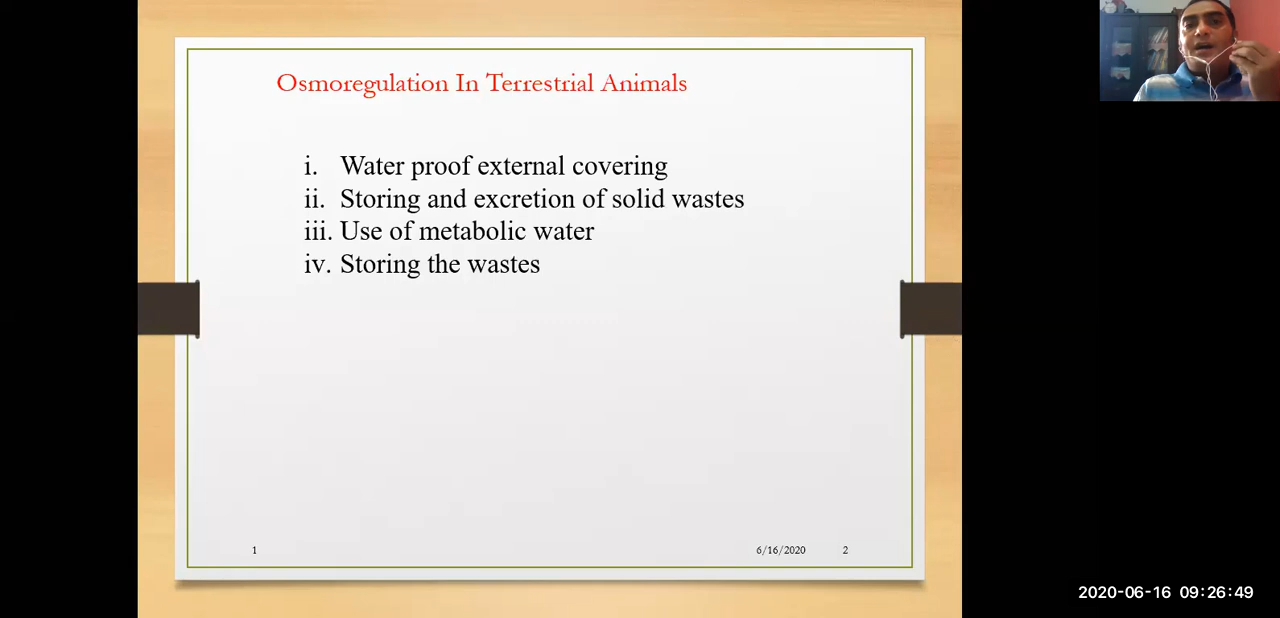 Osmoregulation In Terrestrial Animals
i. Water proof external covering
ii. Storing and excretion of solid wastes
iii. Use of metabolic water
iv. Storing the wastes
1 6/16/2020 2
2020-06-16 09:26:49